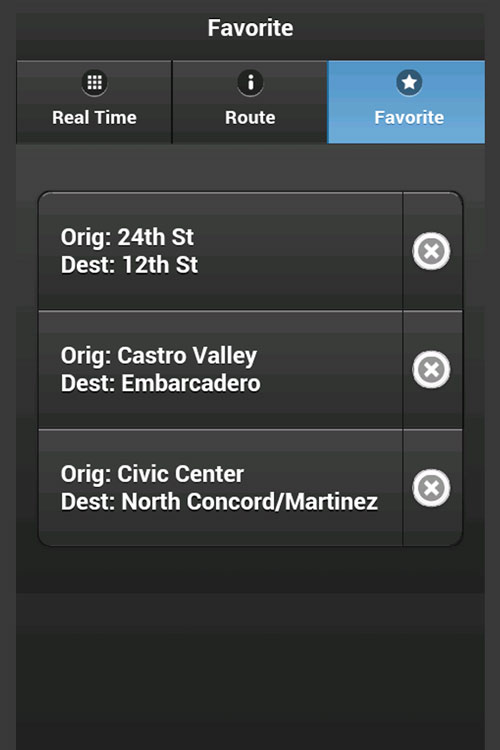 Favorite
Real Time
Route
Favorite
Orig: 24th St
Dest: 12th St
Orig: Castro Valley
Dest: Embarcadero
Orig: Civic Center
Dest: North Concord/Martinez